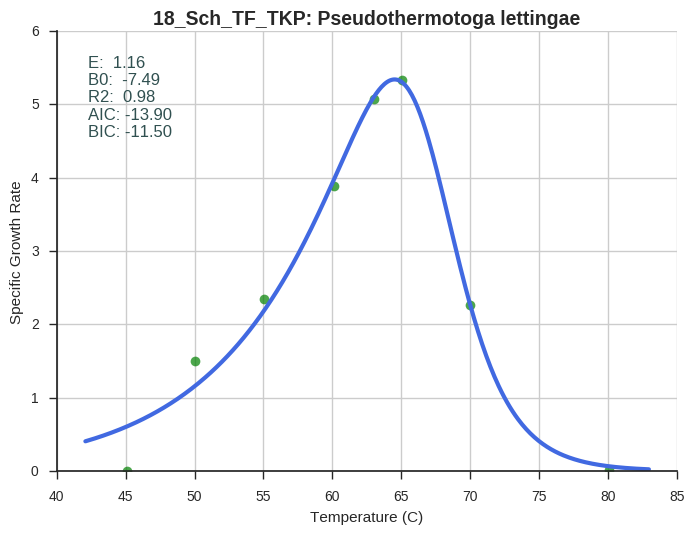 18_Sch_TF_TKP: Pseudothermotoga lettingae
E:  1.16
B0:  -7.49
R2:  0.98
AIC: -13.90
BIC: -11.50
6
5
4
3
2
1
0
Specific Growth Rate
40 45 50 55 60 65 70 75 80 85
Temperature (C)